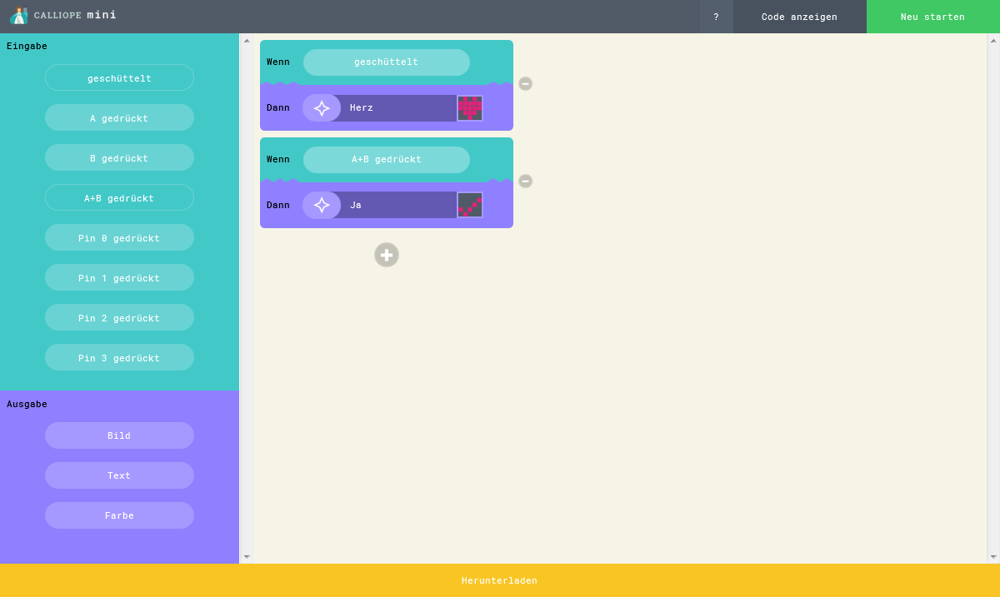 CALLIOPE mini
?
Code anzeigen
Neu starten
Eingabe
geschüttelt
A gedrückt
B gedrückt
A+B gedrückt
Pin 0 gedrückt
Pin 1 gedrückt
Pin 2 gedrückt
Pin 3 gedrückt
Ausgabe
Bild
Text
Farbe
Wenn geschüttelt
Dann Herz
Wenn A+B gedrückt
Dann Ja
Herunterladen